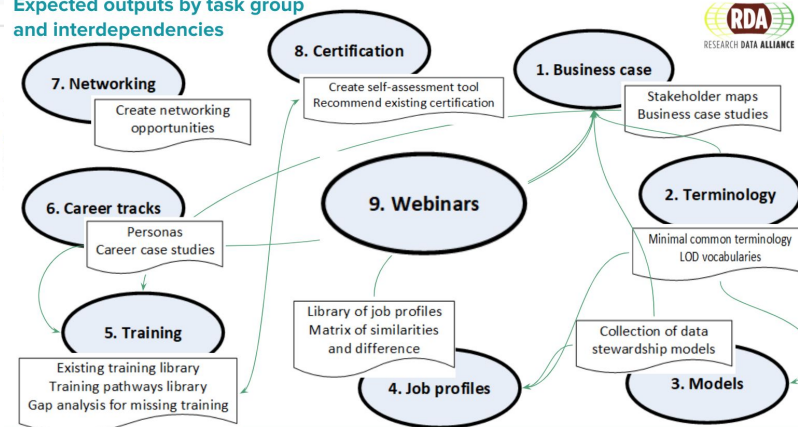 Expected outputs by task group
and interdependencies
RDA
RESEARCH DATA ALLIANCE
8. Certification
Create self-assessment tool
Recommend existing certification
1. Business case
Stakeholder maps
Business case studies
7. Networking
Create networking
opportunities
9. Webinars
2. Terminology
Minimal common terminology
LOD vocabularies
6. Career tracks
Personas
Career case studies
5. Training
Existing training library
Training pathways library
Gap analysis for missing training
Library of job profiles
Matrix of similarities
and difference
4. Job profiles
Collection of data
stewardship models
3. Models